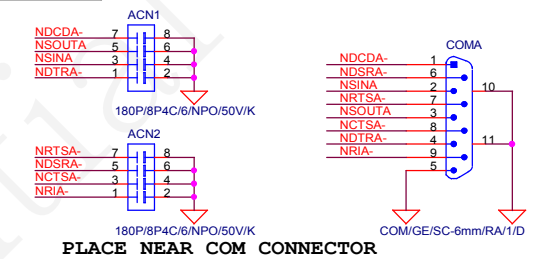 ACN1
NDCDA- 7 8
NSOUTA 5 6
NSINA 3 4
NDTRA- 1 2
180P/8P4C/6/NPO/50V/K
ACN2
NRTSA- 7 8
NDSRA- 5 6
NCTSA- 3 4
NRIA- 1 2
180P/8P4C/6/NPO/50V/K
COMA
NDCDA- 1
NDSRA- 6
NSINA 2 10
NRTSA- 7
NSOUTA 3
NCTSA- 8
NDTRA- 4 11
NRIA- 9
5
COM/GE/SC-6mm/RA/1/D
PLACE NEAR COM CONNECTOR